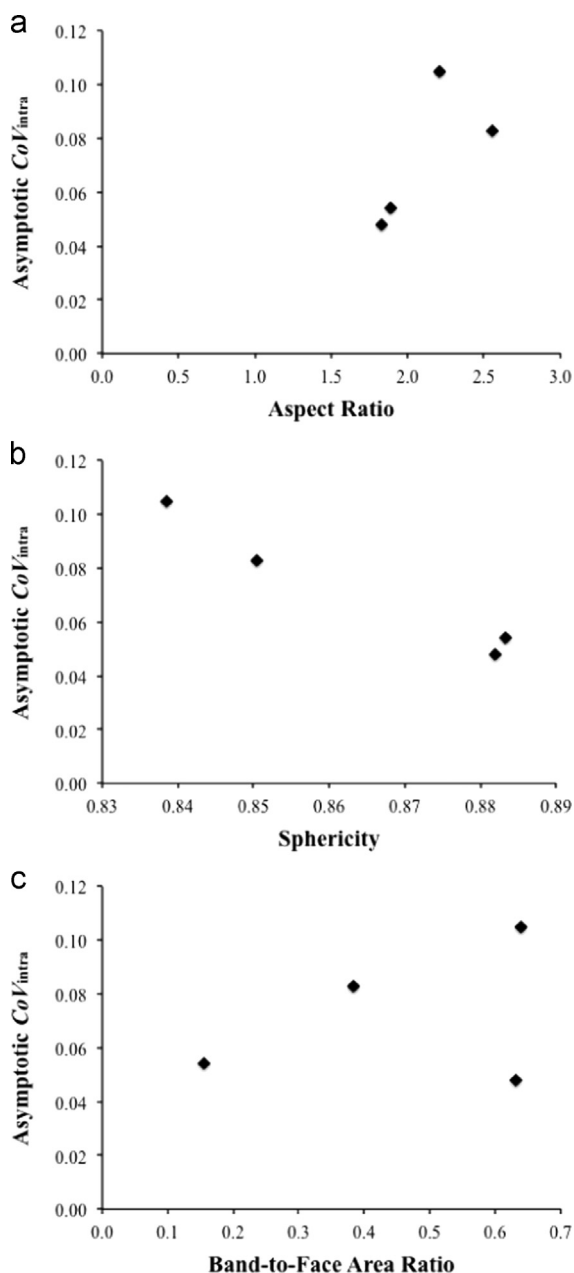 a
0.12
0.10
0.08
0.06
0.04
0.02
0.00
Asymptotic CoVintra
0.0 0.5 1.0 1.5 2.0 2.5 3.0
Aspect Ratio
b
0.12
0.10
0.08
0.06
0.04
0.02
0.00
Asymptotic CoVintra
0.83 0.84 0.85 0.86 0.87 0.88 0.89
Sphericity
c
0.12
0.10
0.08
0.06
0.04
0.02
0.00
Asymptotic CoVintra
0.0 0.1 0.2 0.3 0.4 0.5 0.6 0.7
Band-to-Face Area Ratio